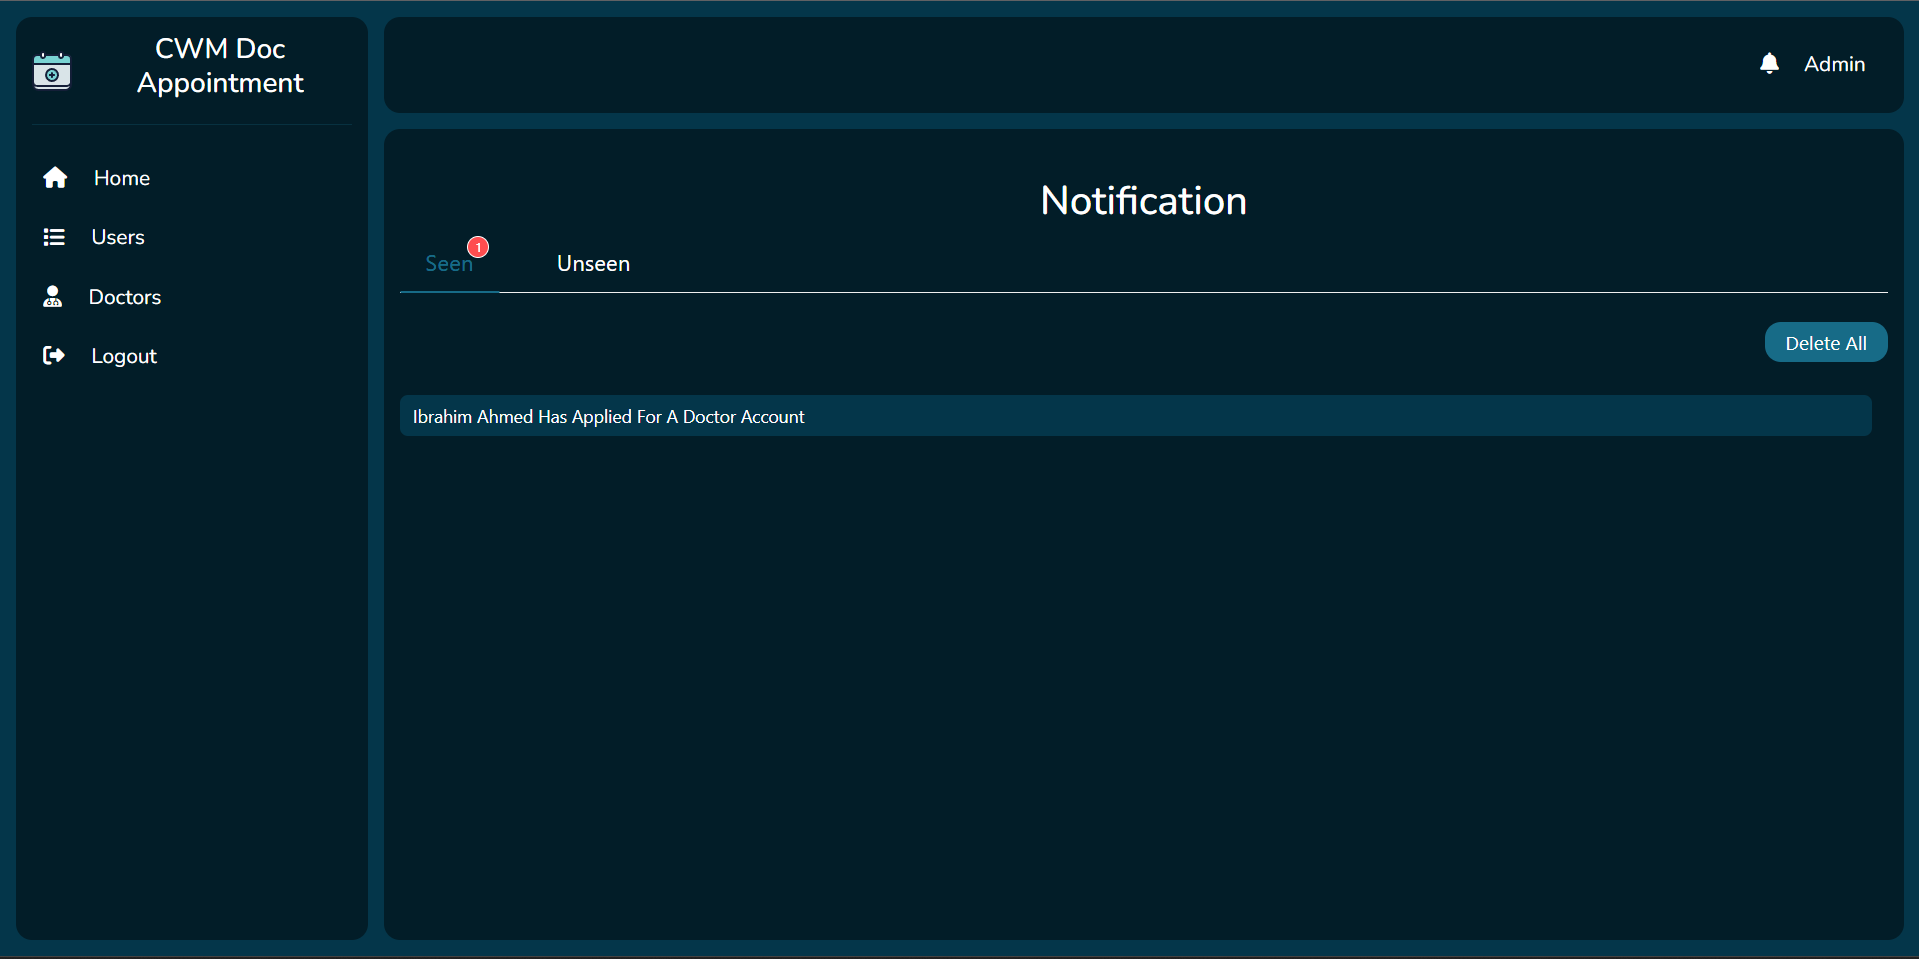 CWM Doc
Appointment
Home
Users
Doctors
Logout
Admin
Notification
Seen 1
Unseen
Delete All
Ibrahim Ahmed Has Applied For A Doctor Account